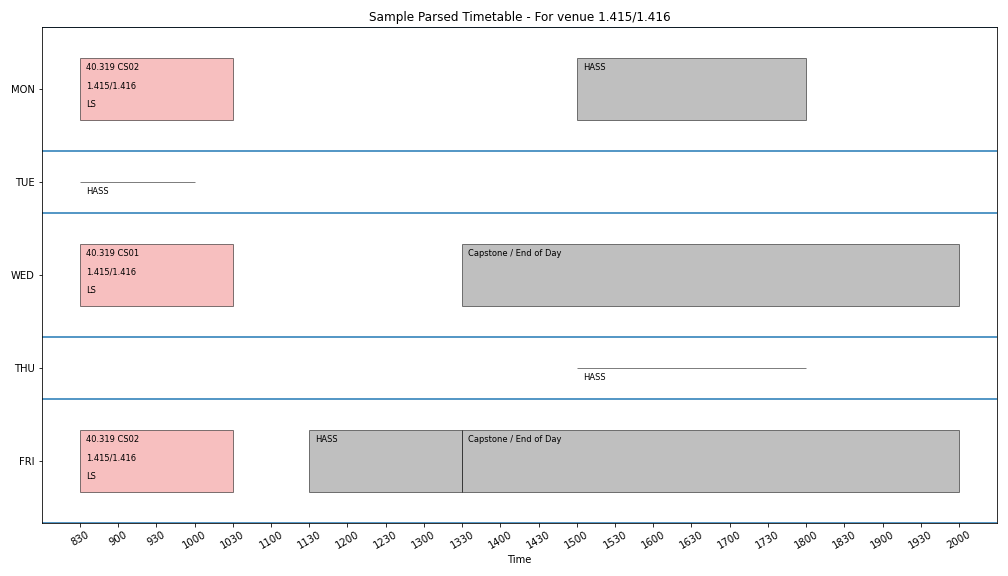 Sample Parsed Timetable - For venue 1.415/1.416
MON
40.319 CS02
1.415/1.416
LS
HASS
TUE
HASS
WED
40.319 CS01
1.415/1.416
LS
Capstone / End of Day
THU
HASS
FRI
40.319 CS02
1.415/1.416
LS
HASS
Capstone / End of Day
830 900 930 1000 1030 1100 1130 1200 1230 1300 1330 1400 1430 1500 1600 1630 1700 1730 1800 1830 1900 1930 2000
Time